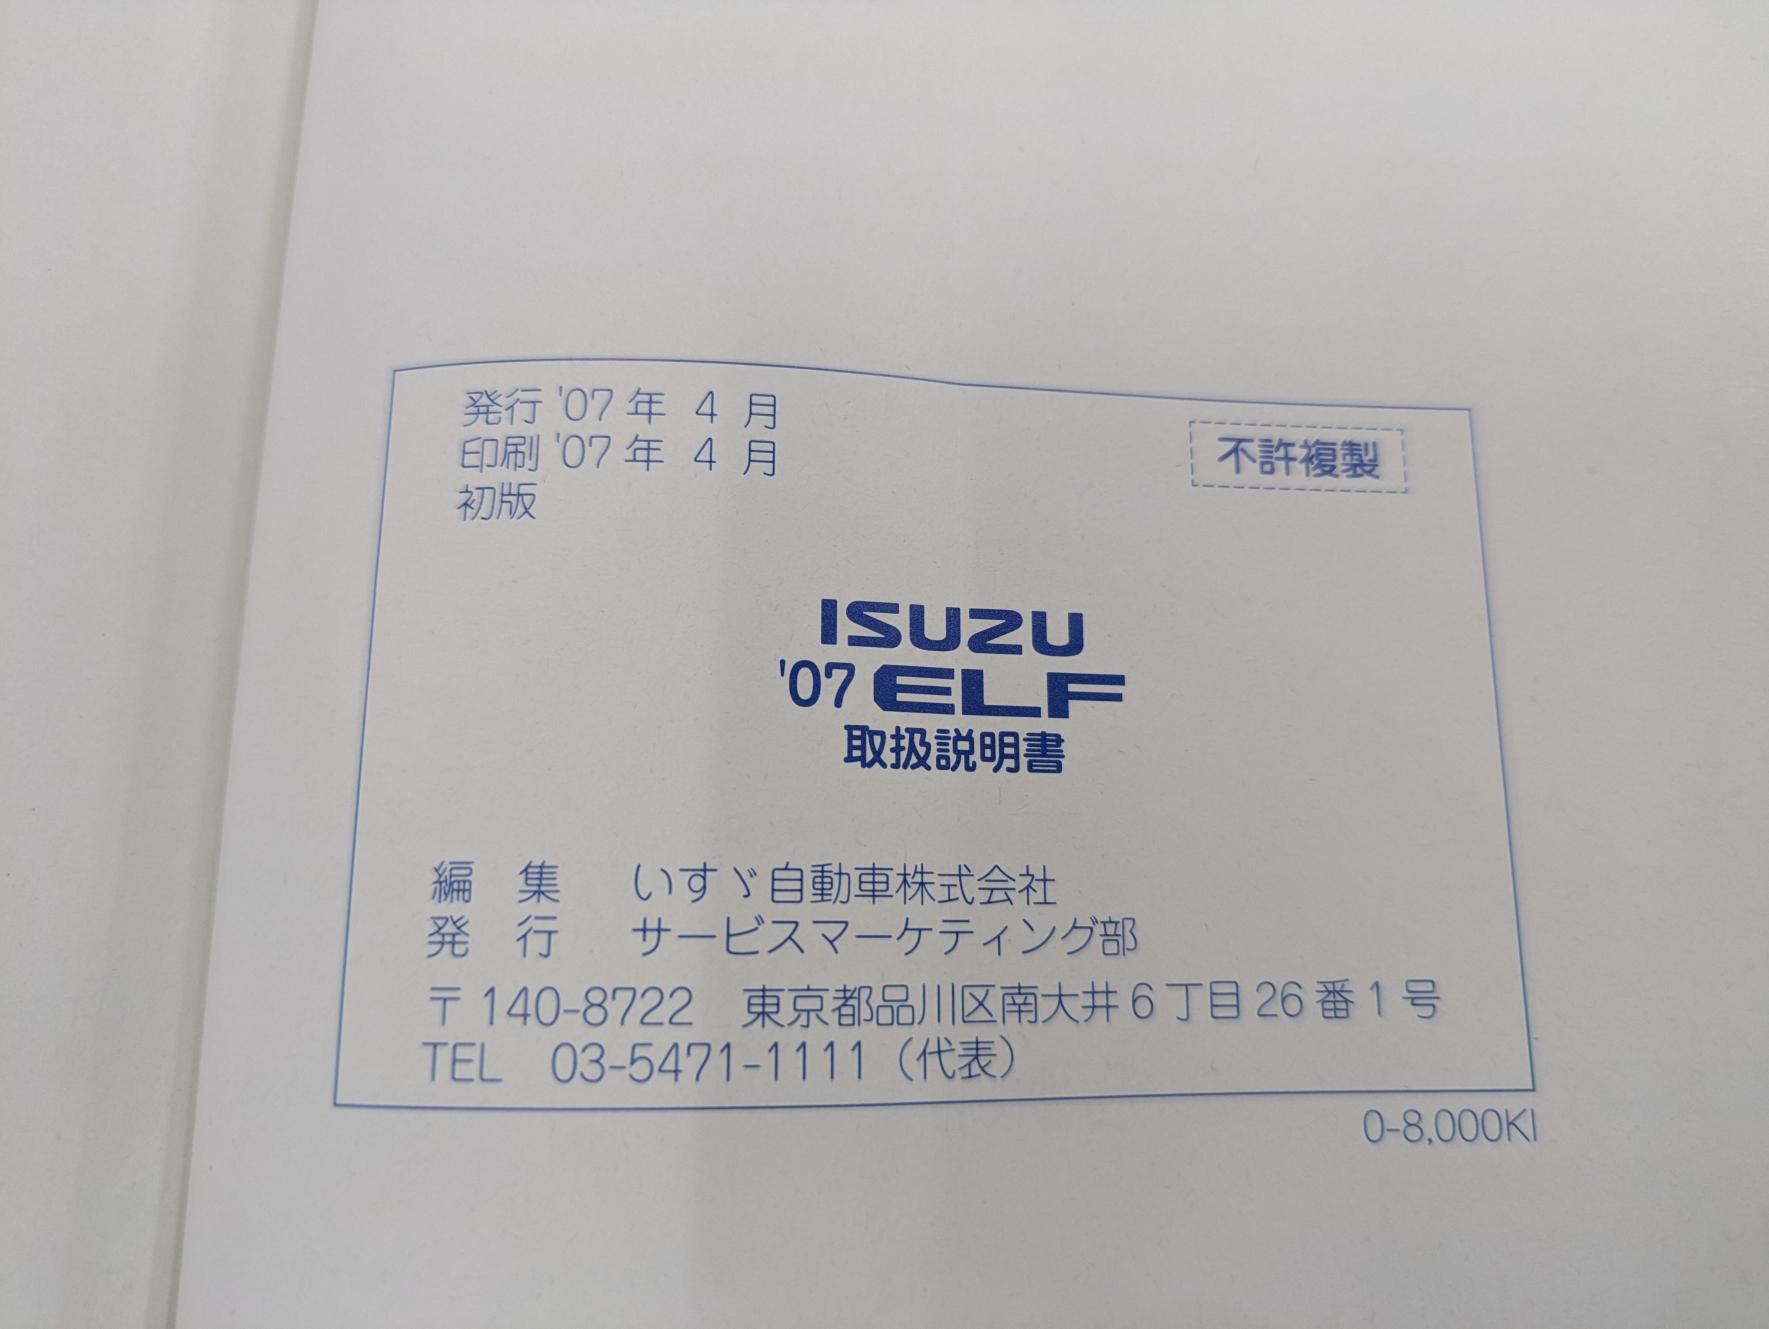 発行 '07 年 4 月
印刷 '07 年 4 月
初版
不許複製
ISUZU
'07 ELF
取扱説明書
編 集 いすゞ自動車株式会社
発 行 サービスマーケティング部
〒140-8722 東京都品川区南大井6丁目26番1号
TEL 03-5471-1111（代表）
0-8,000KI